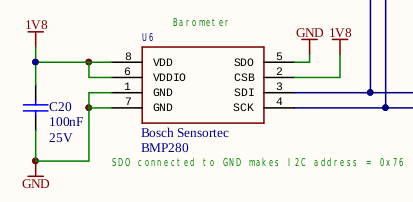 Barometer
1V8
U6
GND 1V8
8 VDD SDO 5
6 VDDIO CSB 2
1 GND SDI 3
7 GND SCK 4
C20
100nF
25V
Bosch Sensortec
BMP280
SDO connected to GND makes I2C address = 0x76
GND